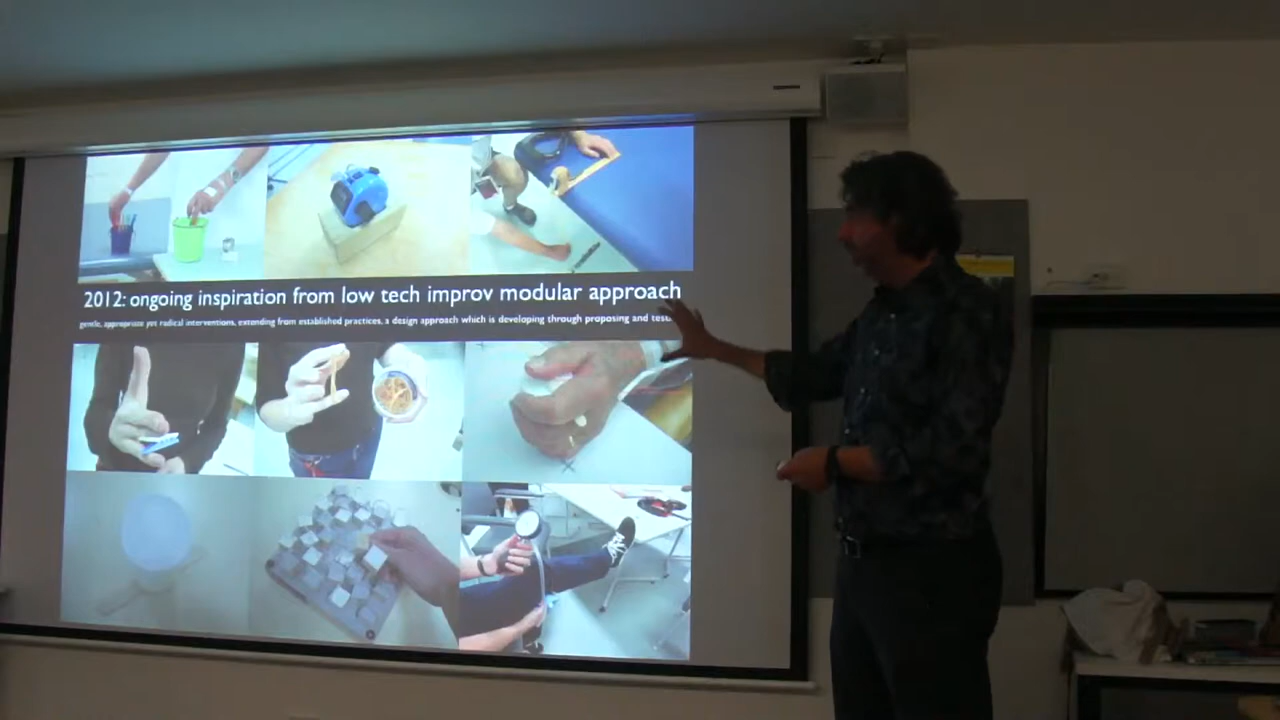 2012: ongoing inspiration from low tech improv modular approach
gentle, appropriate yet radical interventions, extending from established practices, a design approach which is developing through proposing and